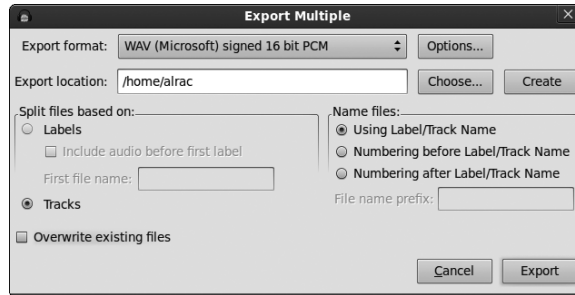 Export Multiple
Export format: WAV (Microsoft) signed 16 bit PCM Options...
Export location: /home/alrac Choose... Create
Split files based on:
Labels
Include audio before first label
First file name:
Tracks
Name files:
Using Label/Track Name
Numbering before Label/Track Name
Numbering after Label/Track Name
File name prefix:
Overwrite existing files
Cancel Export